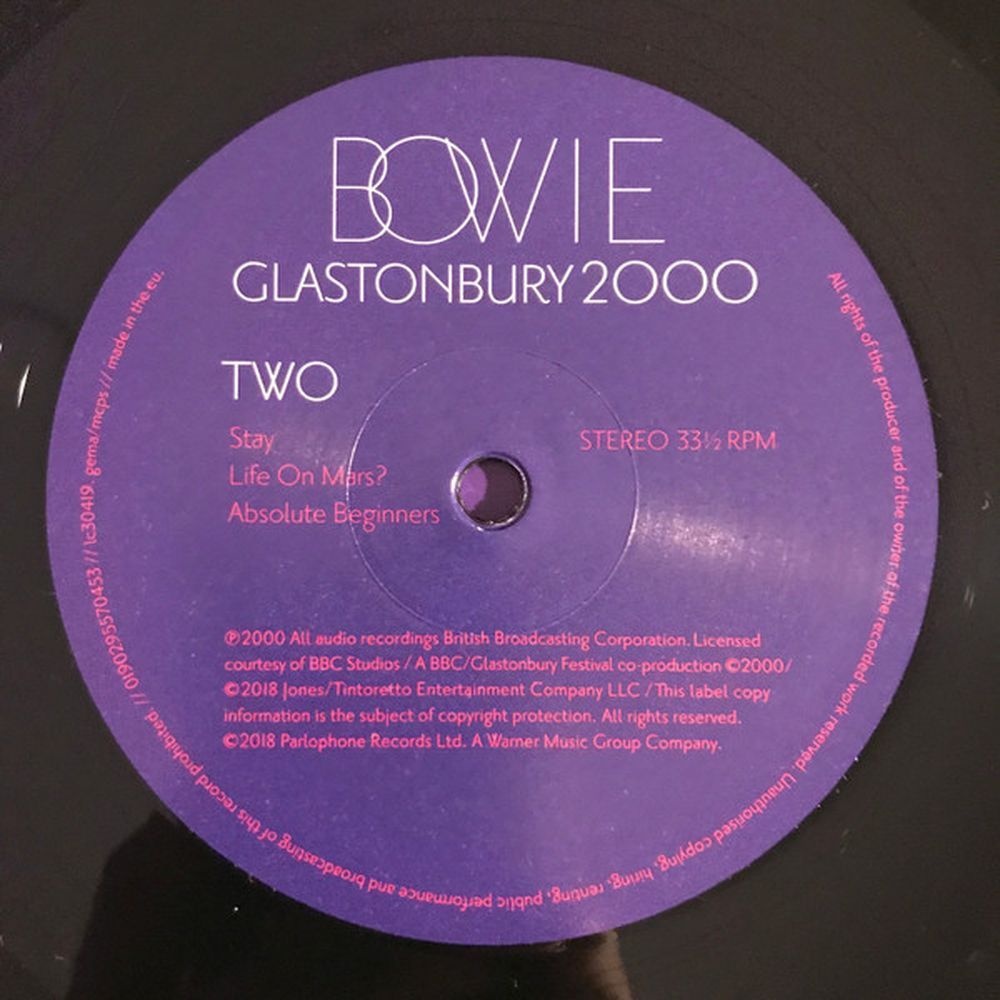 BOWIE
GLASTONBURY 2000
TWO
Stay
Life On Mars?
Absolute Beginners
STEREO 33½ RPM
℗2000 All audio recordings British Broadcasting Corporation. Licensed
courtesy of BBC Studios / A BBC/Glastonbury Festival co-production ©2000/
©2018 Jones/Tintoretto Entertainment Company LLC / This label copy
information is the subject of copyright protection. All rights reserved.
©2018 Parlophone Records Ltd. A Warner Music Group Company.
All rights of the producer and of the owner of the recorded work reserved. Unauthorised copying, hiring, renting, public performance and broadcasting of this record prohibited. // 0190295570453 // lc30419. gema/mcps // made in the eu.